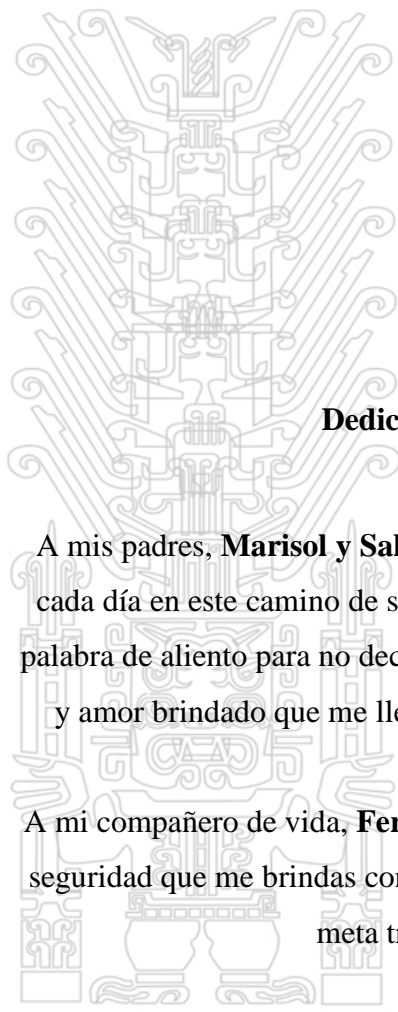 Dedic
A mis padres, Marisol y Sal
cada día en este camino de s
palabra de aliento para no dec
y amor brindado que me lle
A mi compañero de vida, Fer
seguridad que me brindas con
meta tr